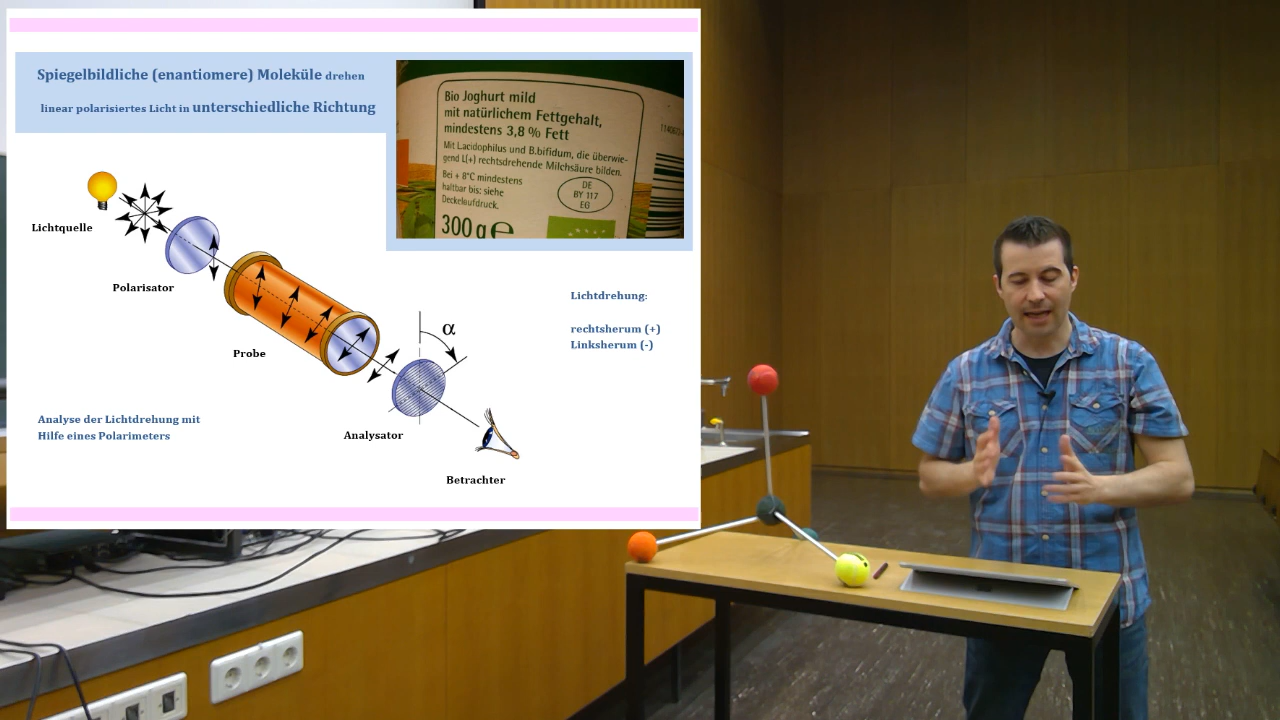 Spiegelbildliche (enantiomere) Moleküle drehen
linear polarisiertes Licht in unterschiedliche Richtung
Bio Joghurt mild
mit natürlichem Fettgehalt,
mindestens 3,8 % Fett
Mit L.acidophilus und B.bifidum, die überwie-
gend L(+) rechtsdrehende Milchsäure bilden.
Bei + 8°C mindestens
haltbar bis: siehe
Deckelaufdruck.
DE
BY 117
EG
300 g e
Lichtquelle
Polarisator
Probe
α
Analysator
Betrachter
Lichtdrehung:
rechtsherum (+)
Linksherum (-)
Analyse der Lichtdrehung mit
Hilfe eines Polarimeters